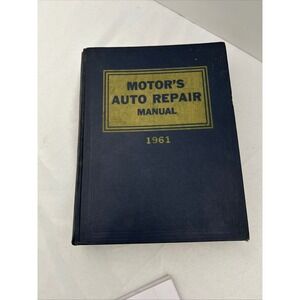 MOTOR'S
AUTO REPAIR
MANUAL
1961